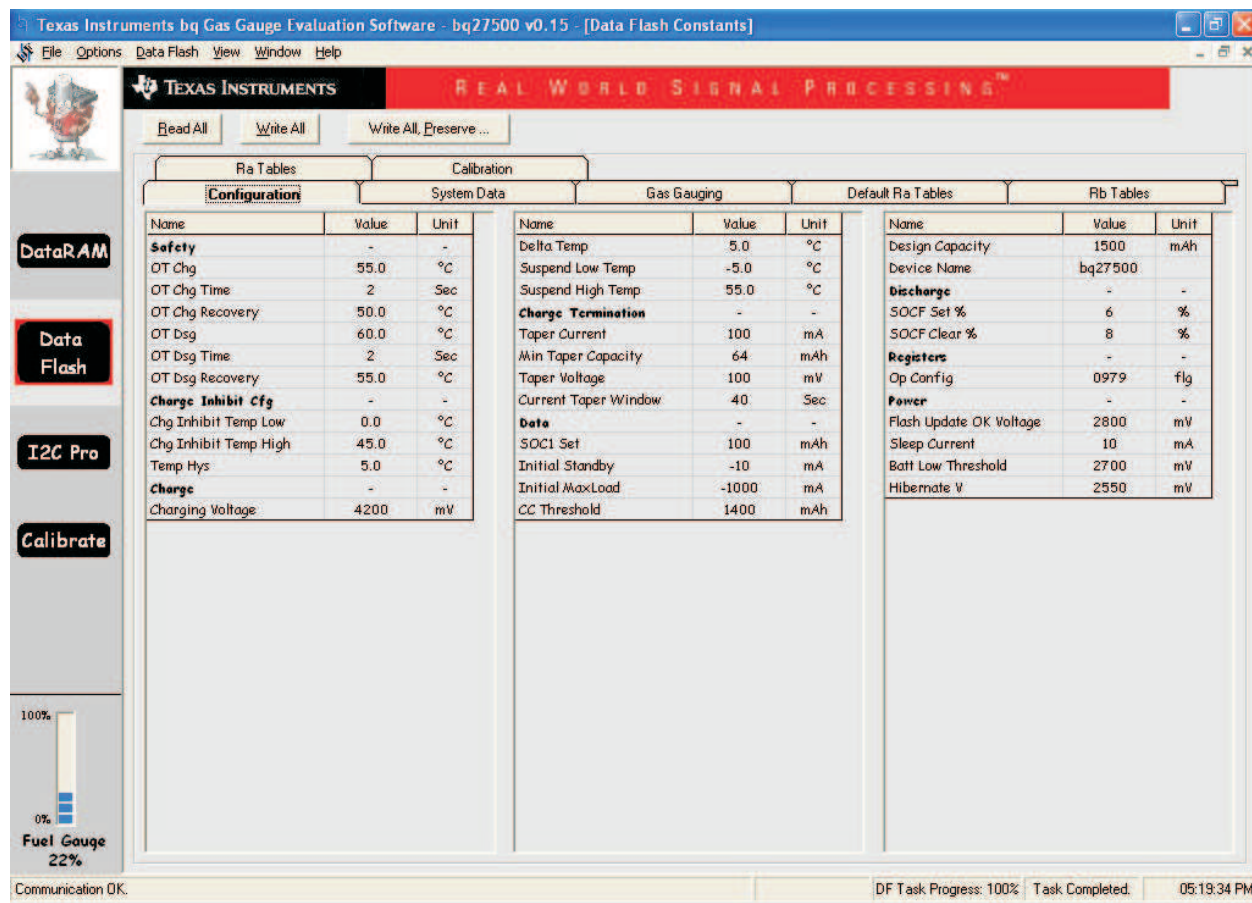 Texas Instruments bq Gas Gauge Evaluation Software - bq27500 v0.15 - [Data Flash Constants]
File Options Data Flash View Window Help
TEXAS INSTRUMENTS REAL WORLD SIGNAL PROCESSING™
Read All Write All Write All, Preserve ...
Ra Tables Calibration
Configuration System Data Gas Gauging Default Ra Tables Rb Tables
DataRAM
Data
Flash
I2C Pro
Calibrate
100%
0%
Fuel Gauge
22%
Name Value Unit
Safety - -
OT Chg 55.0 °C
OT Chg Time 2 Sec
OT Chg Recovery 50.0 °C
OT Dsg 60.0 °C
OT Dsg Time 2 Sec
OT Dsg Recovery 55.0 °C
Charge Inhibit Cfg - -
Chg Inhibit Temp Low 0.0 °C
Chg Inhibit Temp High 45.0 °C
Temp Hys 5.0 °C
Charge - -
Charging Voltage 4200 mV
Name Value Unit
Delta Temp 5.0 °C
Suspend Low Temp -5.0 °C
Suspend High Temp 55.0 °C
Charge Termination - -
Taper Current 100 mA
Min Taper Capacity 64 mAh
Taper Voltage 100 mV
Current Taper Window 40 Sec
Data - -
SOC1 Set 100 mAh
Initial Standby -10 mA
Initial MaxLoad -1000 mA
CC Threshold 1400 mAh
Name Value Unit
Design Capacity 1500 mAh
Device Name bq27500
Discharge - -
SOCF Set % 6 %
SOCF Clear % 8 %
Registers - -
Op Config 0979 flg
Power - -
Flash Update OK Voltage 2800 mV
Sleep Current 10 mA
Batt Low Threshold 2700 mV
Hibernate V 2550 mV
Communication OK. DF Task Progress: 100% Task Completed. 05:19:34 PM